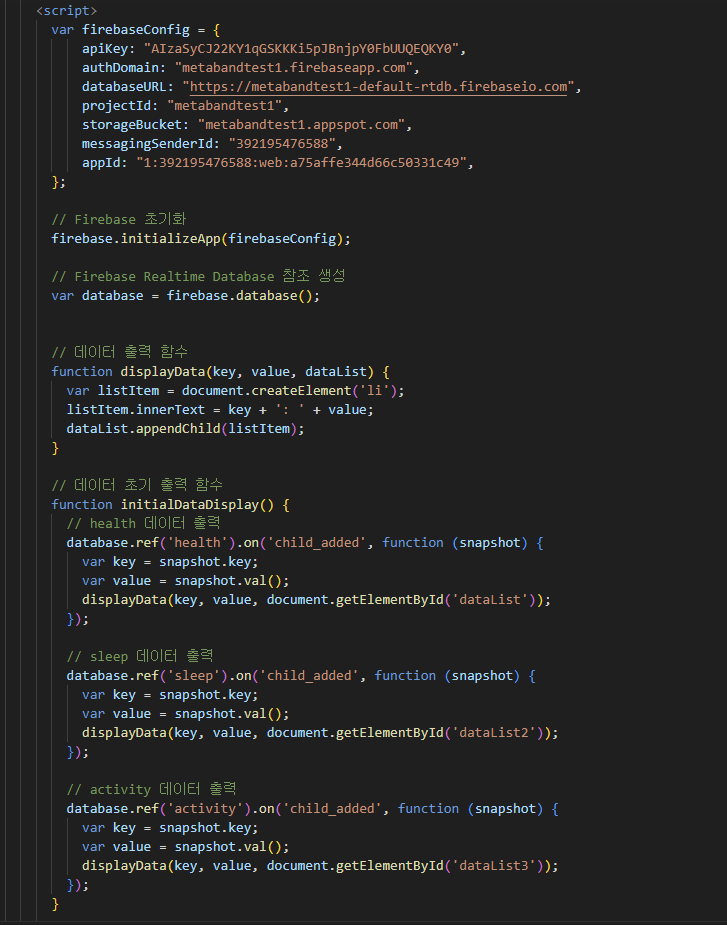 <script>
var firebaseConfig = {
apiKey: "AIzaSyCJ22KY1qGSKKKi5pJBnjpY0FbUUQEQKY0",
authDomain: "metabandtest1.firebaseapp.com",
databaseURL: "https://metabandtest1-default-rtdb.firebaseio.com",
projectId: "metabandtest1",
storageBucket: "metabandtest1.appspot.com",
messagingSenderId: "392195476588",
appId: "1:392195476588:web:a75affe344d66c50331c49",
};
// Firebase 초기화
firebase.initializeApp(firebaseConfig);
// Firebase Realtime Database 참조 생성
var database = firebase.database();
// 데이터 출력 함수
function displayData(key, value, dataList) {
var listItem = document.createElement('li');
listItem.innerText = key + ': ' + value;
dataList.appendChild(listItem);
}
// 데이터 초기 출력 함수
function initialDataDisplay() {
// health 데이터 출력
database.ref('health').on('child_added', function (snapshot) {
var key = snapshot.key;
var value = snapshot.val();
displayData(key, value, document.getElementById('dataList'));
});
// sleep 데이터 출력
database.ref('sleep').on('child_added', function (snapshot) {
var key = snapshot.key;
var value = snapshot.val();
displayData(key, value, document.getElementById('dataList2'));
});
// activity 데이터 출력
database.ref('activity').on('child_added', function (snapshot) {
var key = snapshot.key;
var value = snapshot.val();
displayData(key, value, document.getElementById('dataList3'));
});
}